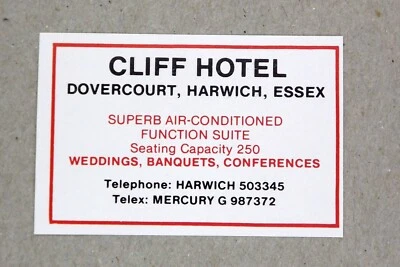 CLIFF HOTEL
DOVERCOURT, HARWICH, ESSEX
SUPERB AIR-CONDITIONED
FUNCTION SUITE
Seating Capacity 250
WEDDINGS, BANQUETS, CONFERENCES
Telephone: HARWICH 503345
Telex: MERCURY G 987372